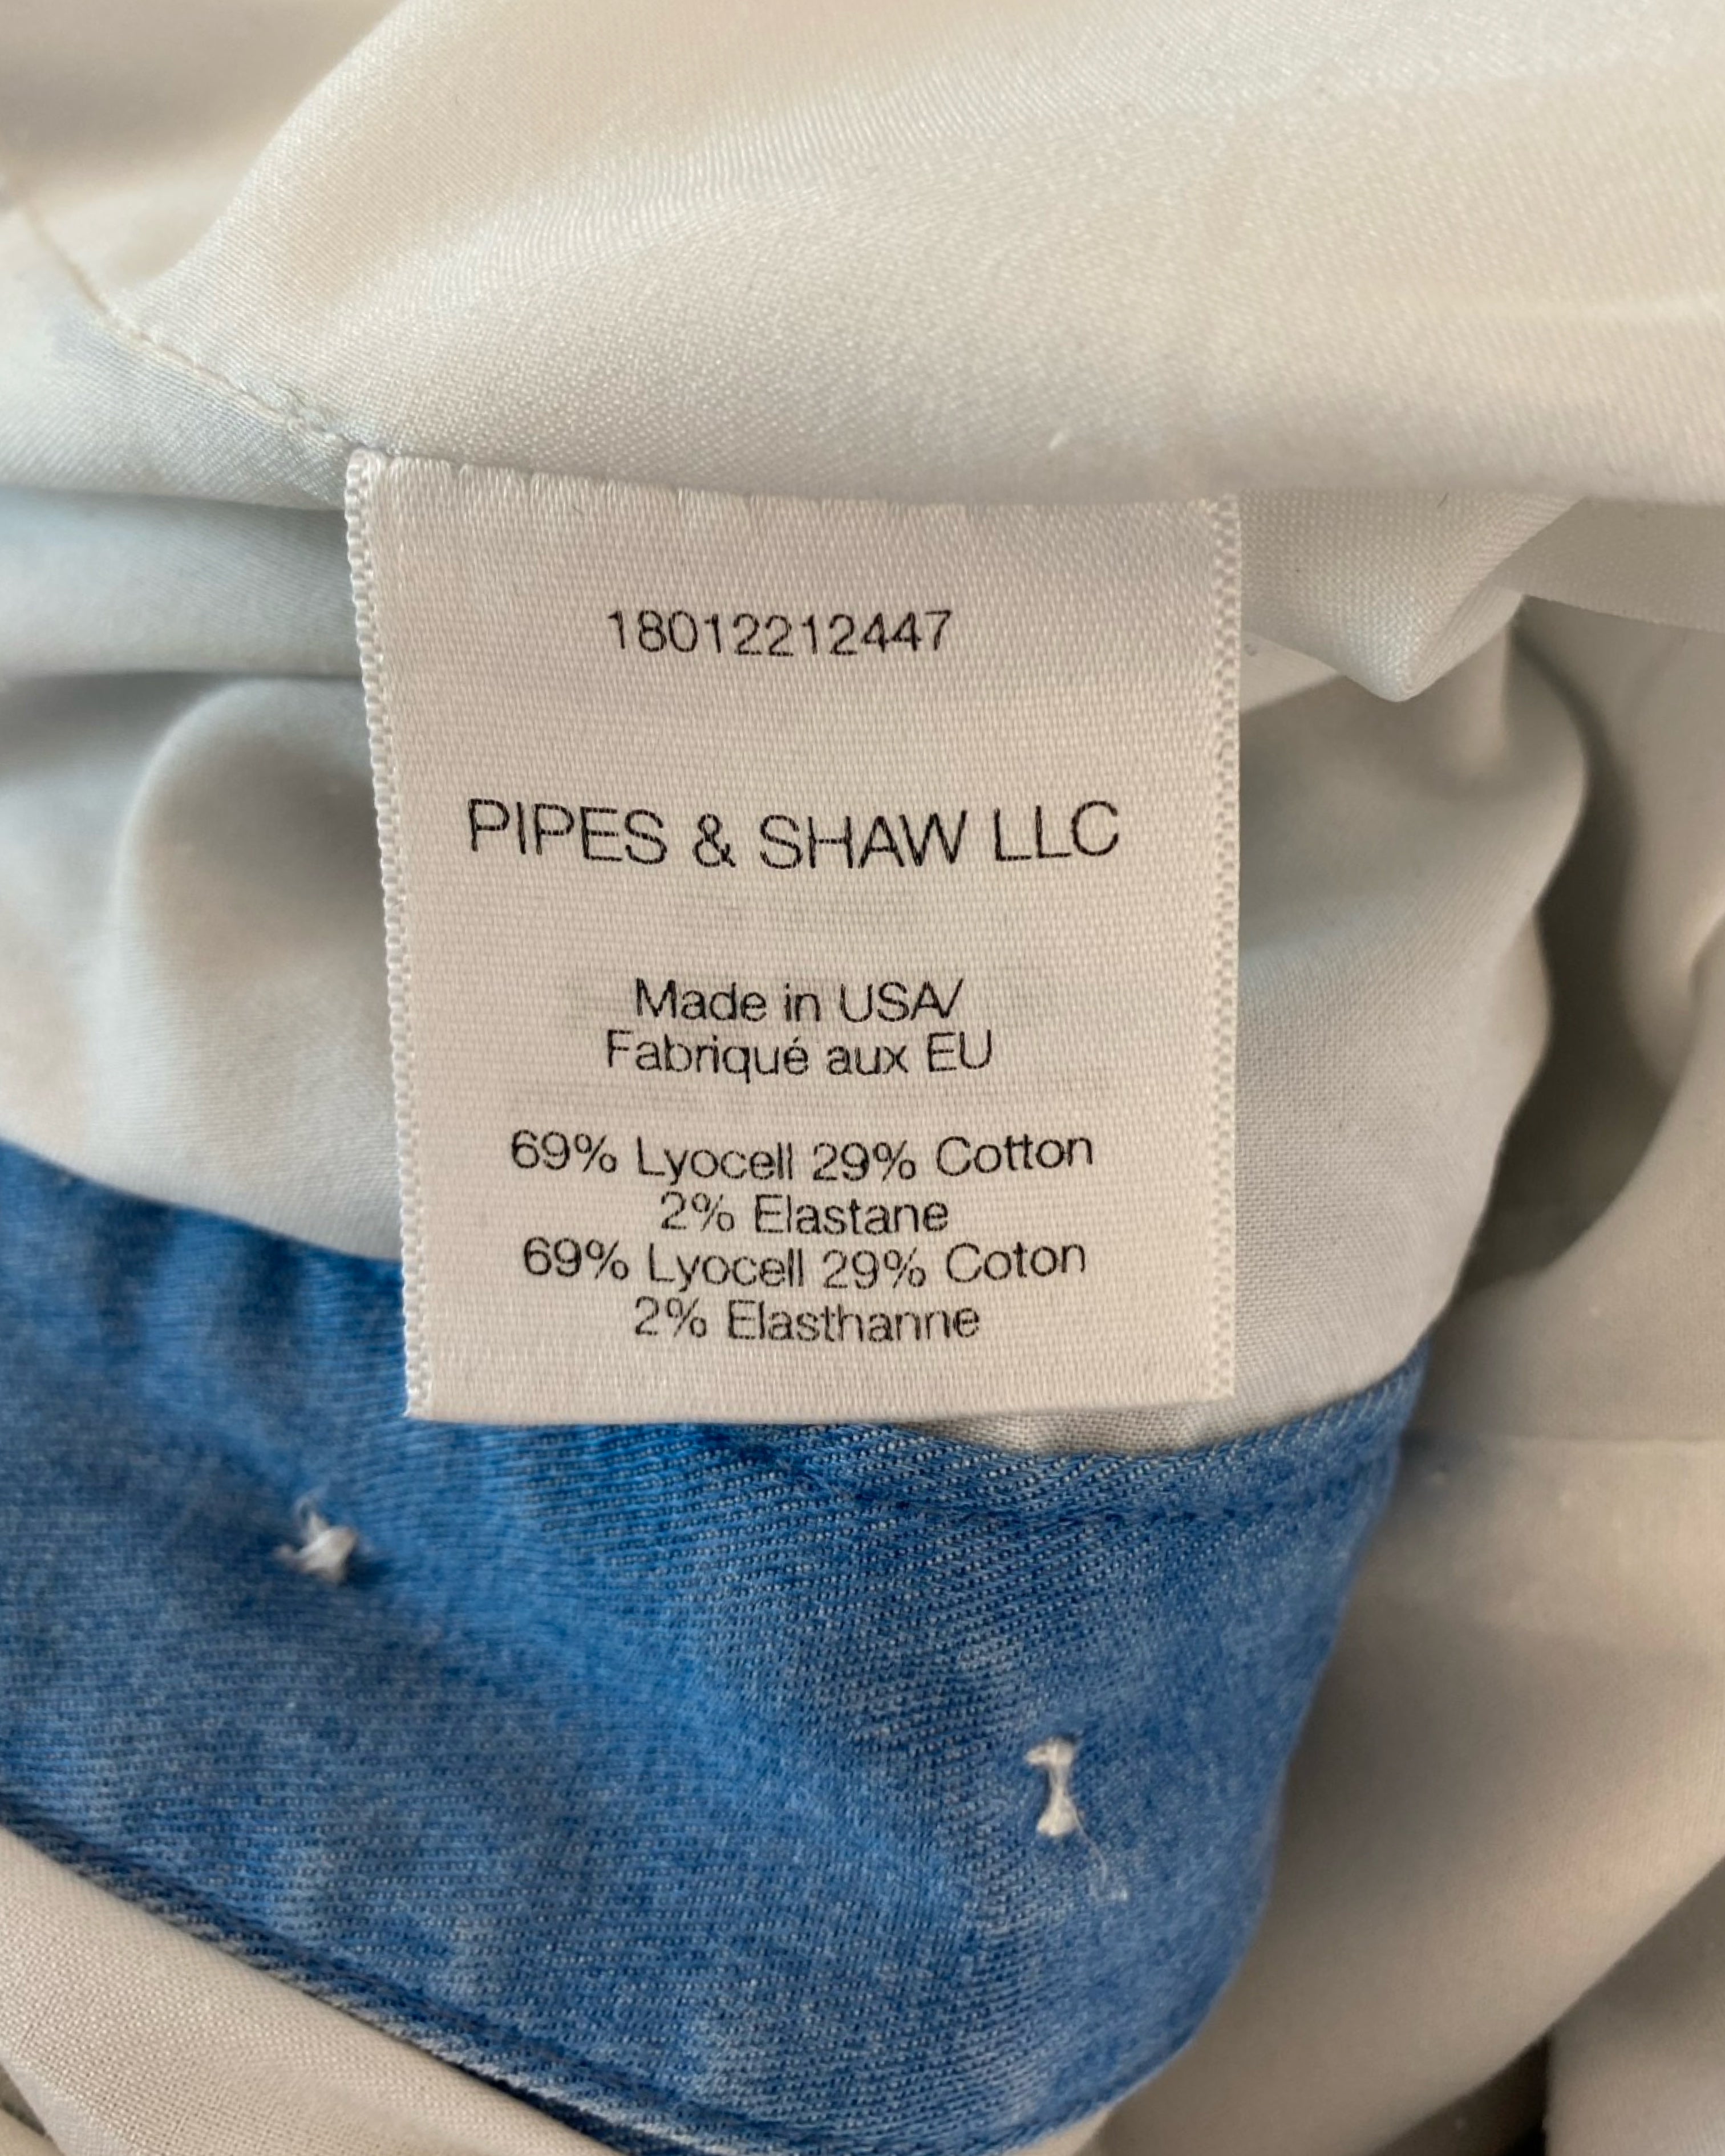 18012212447
PIPES & SHAW LLC
Made in USA/
Fabriqué aux EU
69% Lyocell 29% Cotton
2% Elastane
69% Lyocell 29% Coton
2% Elasthanne